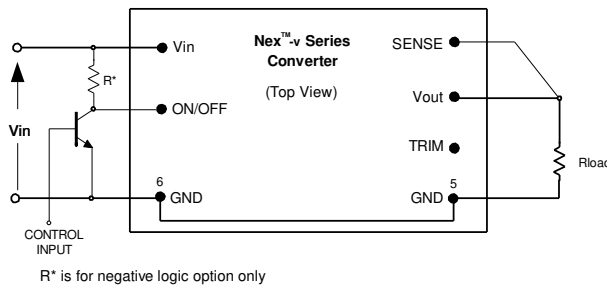 Nex™-v Series
Converter
(Top View)
Vin
SENSE
R*
ON/OFF
Vout
Vin
TRIM
Rload
6
GND
5
GND
CONTROL
INPUT
R* is for negative logic option only